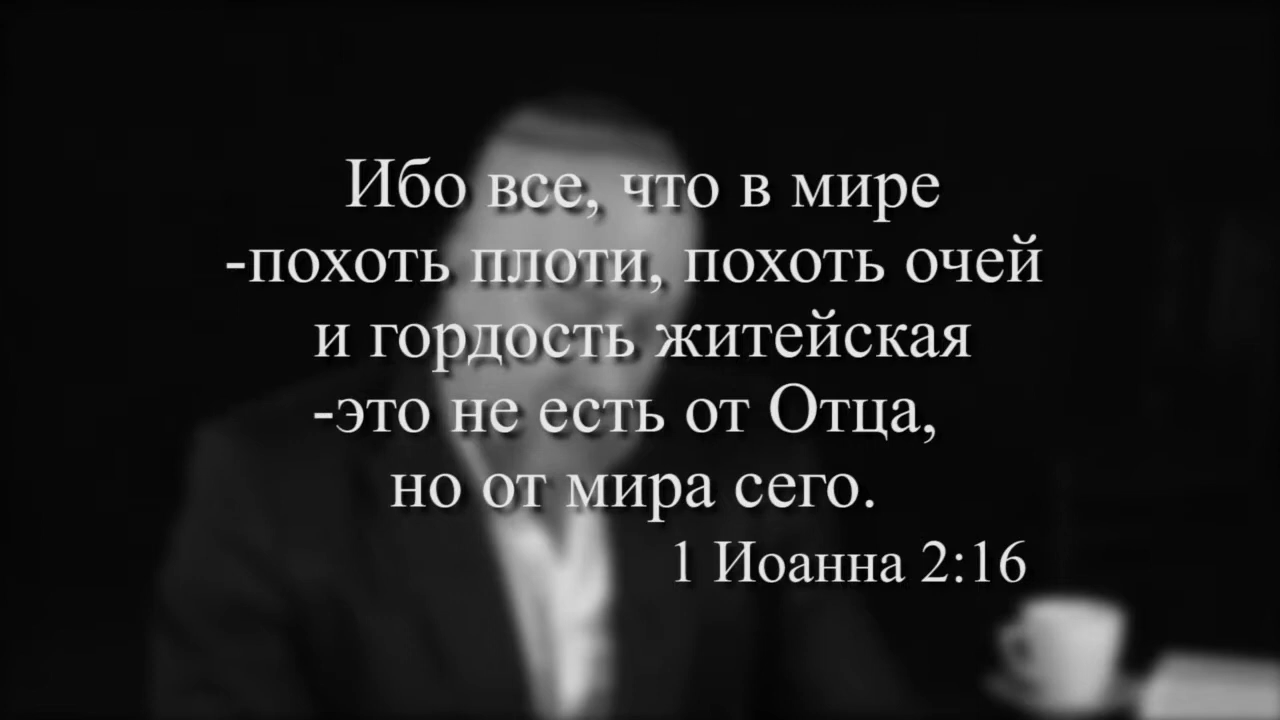 Ибо все, что в мире
-похоть плоти, похоть очей
и гордость житейская
-это не есть от Отца,
но от мира сего.
1 Иоанна 2:16